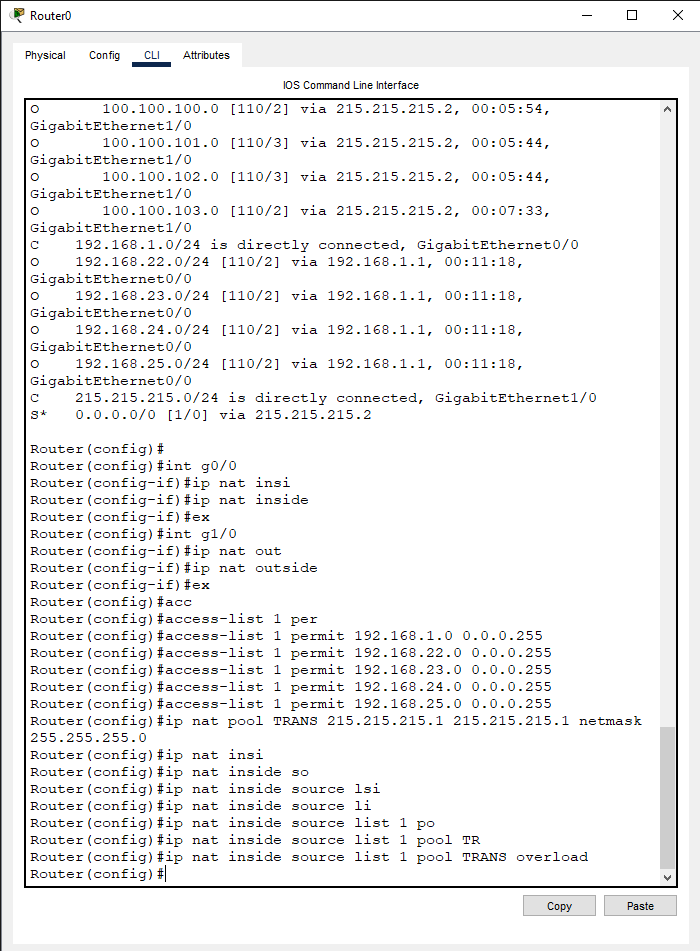 Router0
Physical Config CLI Attributes
IOS Command Line Interface
O 100.100.100.0 [110/2] via 215.215.215.2, 00:05:54,
GigabitEthernet1/0
O 100.100.101.0 [110/3] via 215.215.215.2, 00:05:44,
GigabitEthernet1/0
O 100.100.102.0 [110/3] via 215.215.215.2, 00:05:44,
GigabitEthernet1/0
O 100.100.103.0 [110/2] via 215.215.215.2, 00:07:33,
GigabitEthernet1/0
C 192.168.1.0/24 is directly connected, GigabitEthernet0/0
O 192.168.22.0/24 [110/2] via 192.168.1.1, 00:11:18,
GigabitEthernet0/0
O 192.168.23.0/24 [110/2] via 192.168.1.1, 00:11:18,
GigabitEthernet0/0
O 192.168.24.0/24 [110/2] via 192.168.1.1, 00:11:18,
GigabitEthernet0/0
O 192.168.25.0/24 [110/2] via 192.168.1.1, 00:11:18,
GigabitEthernet0/0
C 215.215.215.0/24 is directly connected, GigabitEthernet1/0
S* 0.0.0.0/0 [1/0] via 215.215.215.2
Router(config)#
Router(config)#int g0/0
Router(config-if)#ip nat insi
Router(config-if)#ip nat inside
Router(config-if)#ex
Router(config)#int g1/0
Router(config-if)#ip nat out
Router(config-if)#ip nat outside
Router(config-if)#ex
Router(config)#acc
Router(config)#access-list 1 per
Router(config)#access-list 1 permit 192.168.1.0 0.0.0.255
Router(config)#access-list 1 permit 192.168.22.0 0.0.0.255
Router(config)#access-list 1 permit 192.168.23.0 0.0.0.255
Router(config)#access-list 1 permit 192.168.24.0 0.0.0.255
Router(config)#access-list 1 permit 192.168.25.0 0.0.0.255
Router(config)#ip nat pool TRANS 215.215.215.1 215.215.215.1 netmask
255.255.255.0
Router(config)#ip nat insi
Router(config)#ip nat inside so
Router(config)#ip nat inside source lsi
Router(config)#ip nat inside source li
Router(config)#ip nat inside source list 1 po
Router(config)#ip nat inside source list 1 pool TR
Router(config)#ip nat inside source list 1 pool TRANS overload
Router(config)#
Copy Paste